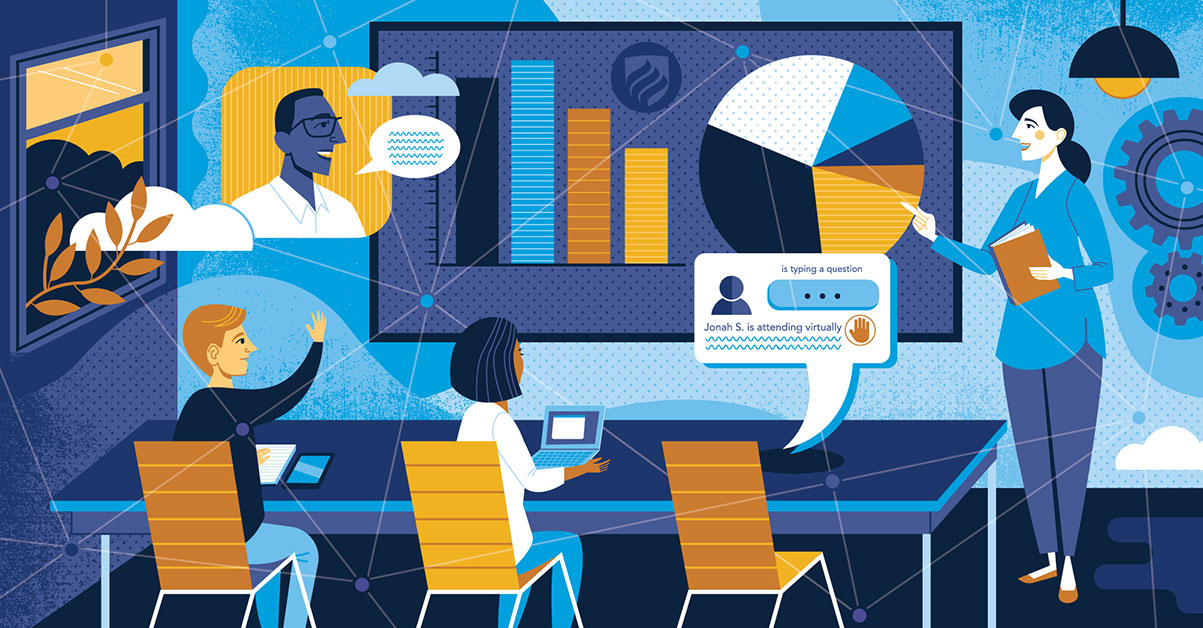 is typing a question
Jonah S. is attending virtually